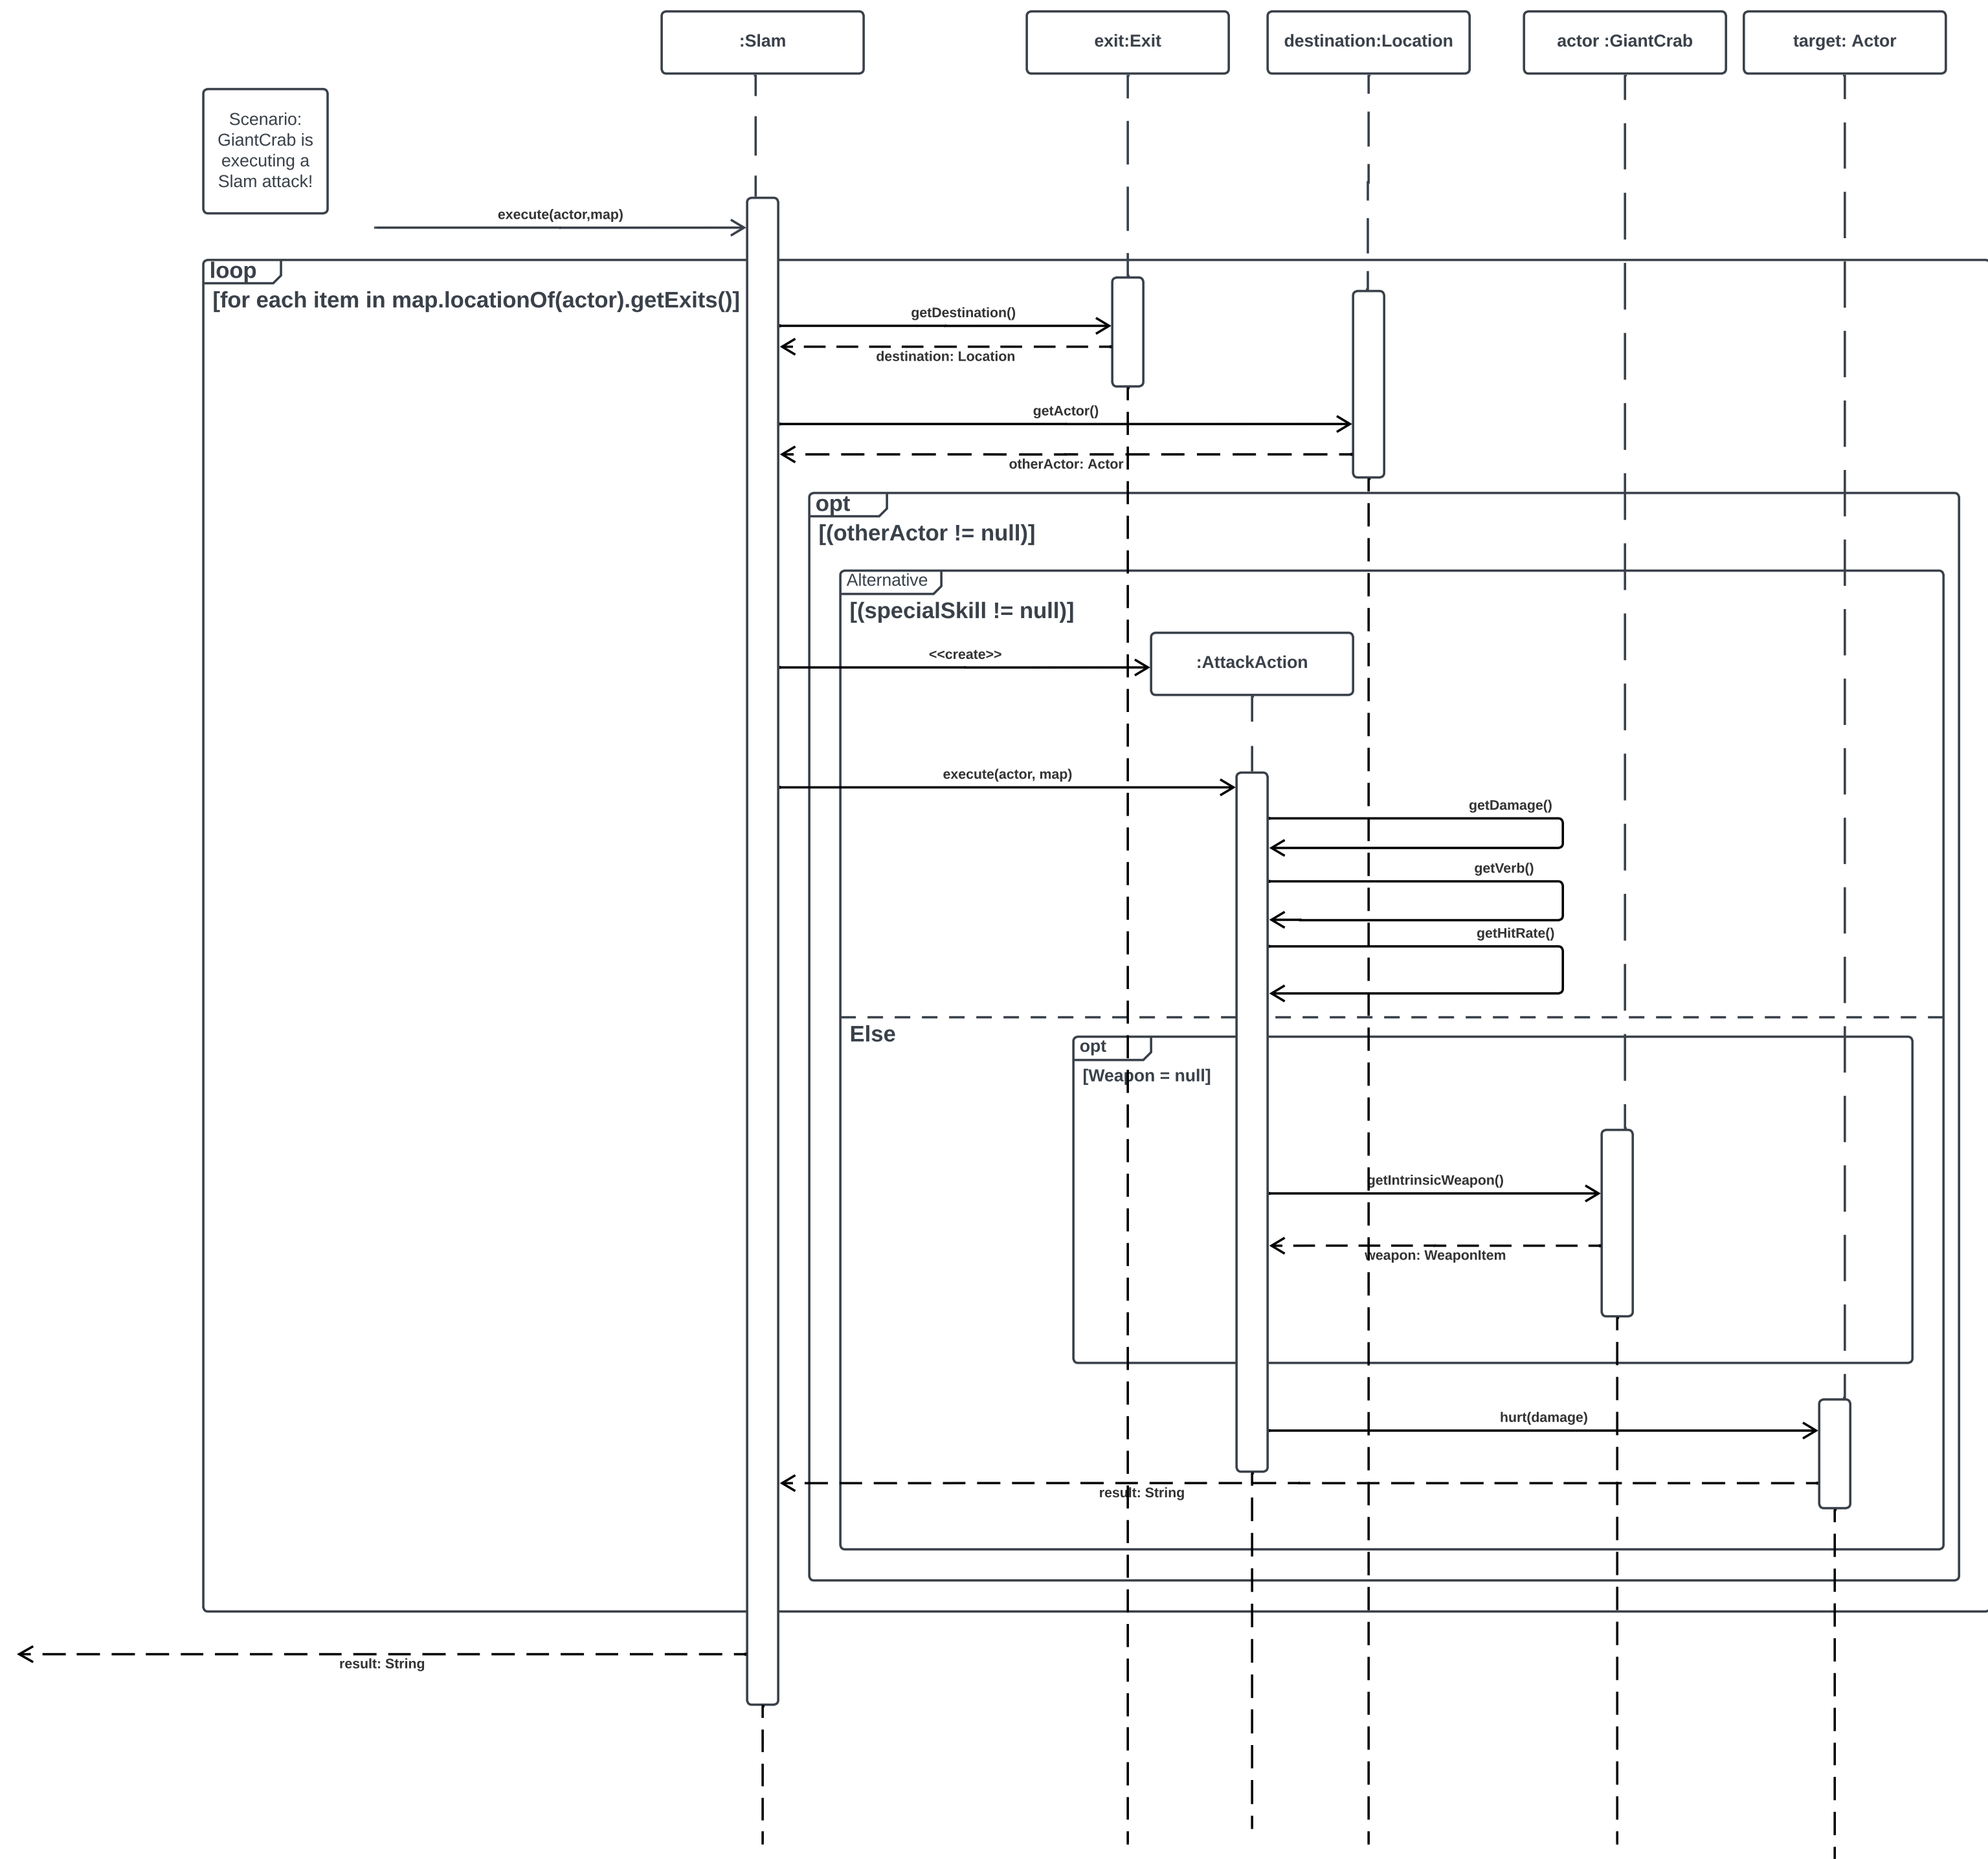 :Slam
exit:Exit
destination:Location
actor :GiantCrab
target: Actor
Scenario:
GiantCrab is
executing a
Slam attack!
execute(actor,map)
loop
[for each item in map.locationOf(actor).getExits()]
getDestination()
destination: Location
getActor()
otherActor: Actor
opt
[(otherActor != null)]
Alternative
[(specialSkill != null)]
<<create>>
:AttackAction
execute(actor, map)
getDamage()
getVerb()
getHitRate()
Else
opt
[Weapon = null]
getIntrinsicWeapon()
weapon: WeaponItem
hurt(damage)
result: String
result: String